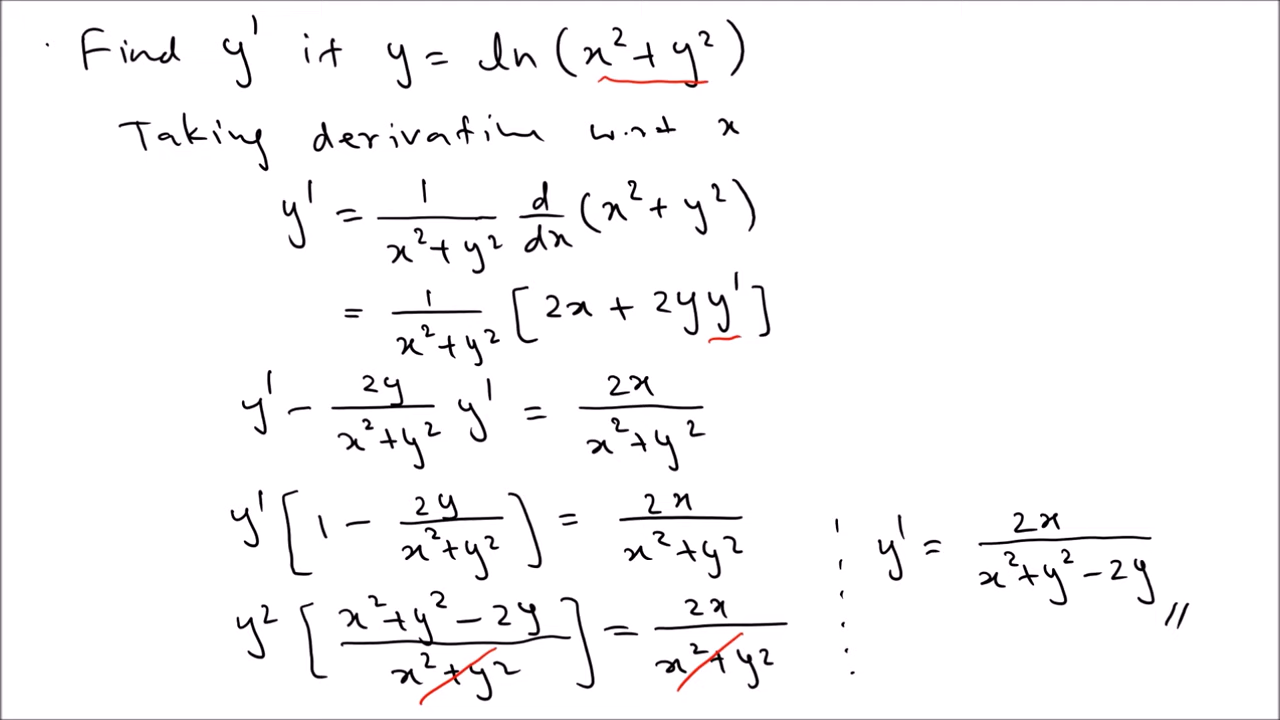 Find y' if y = ln (x² + y²)
Taking derivative w.r.t x
y' = 1/(x² + y²) d/dx (x² + y²)
= 1/(x² + y²) [2x + 2yy']
y' - 2y/(x² + y²) y' = 2x/(x² + y²)
y' [1 - 2y/(x² + y²)] = 2x/(x² + y²)
y² [(x² + y² - 2y)/(x² + y²)] = 2x/(x² + y²)
y' = 2x/(x² + y² - 2y) //